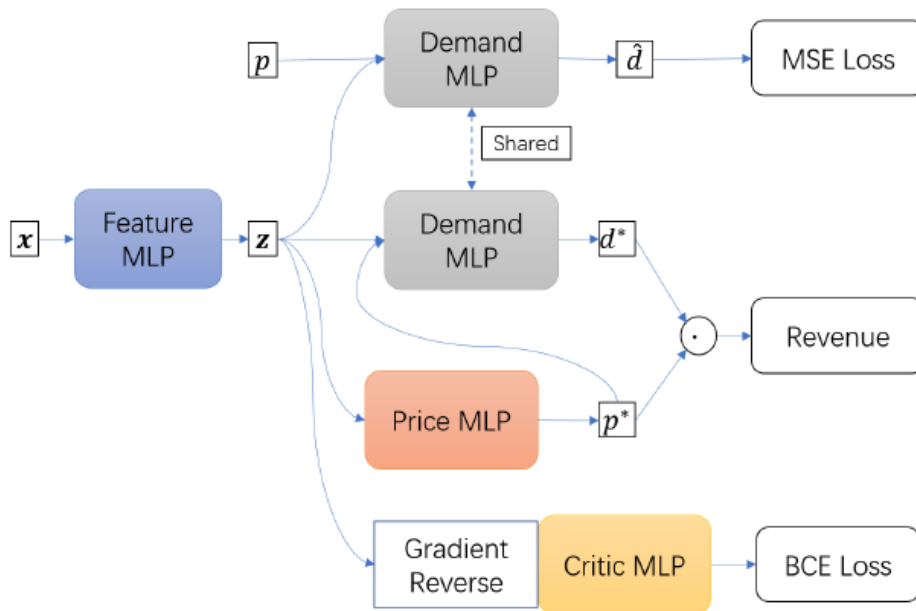 p
Demand
MLP
d̂
MSE Loss
Shared
x
Feature
MLP
z
Demand
MLP
d*
·
Revenue
Price MLP
p*
Gradient
Reverse
Critic MLP
BCE Loss